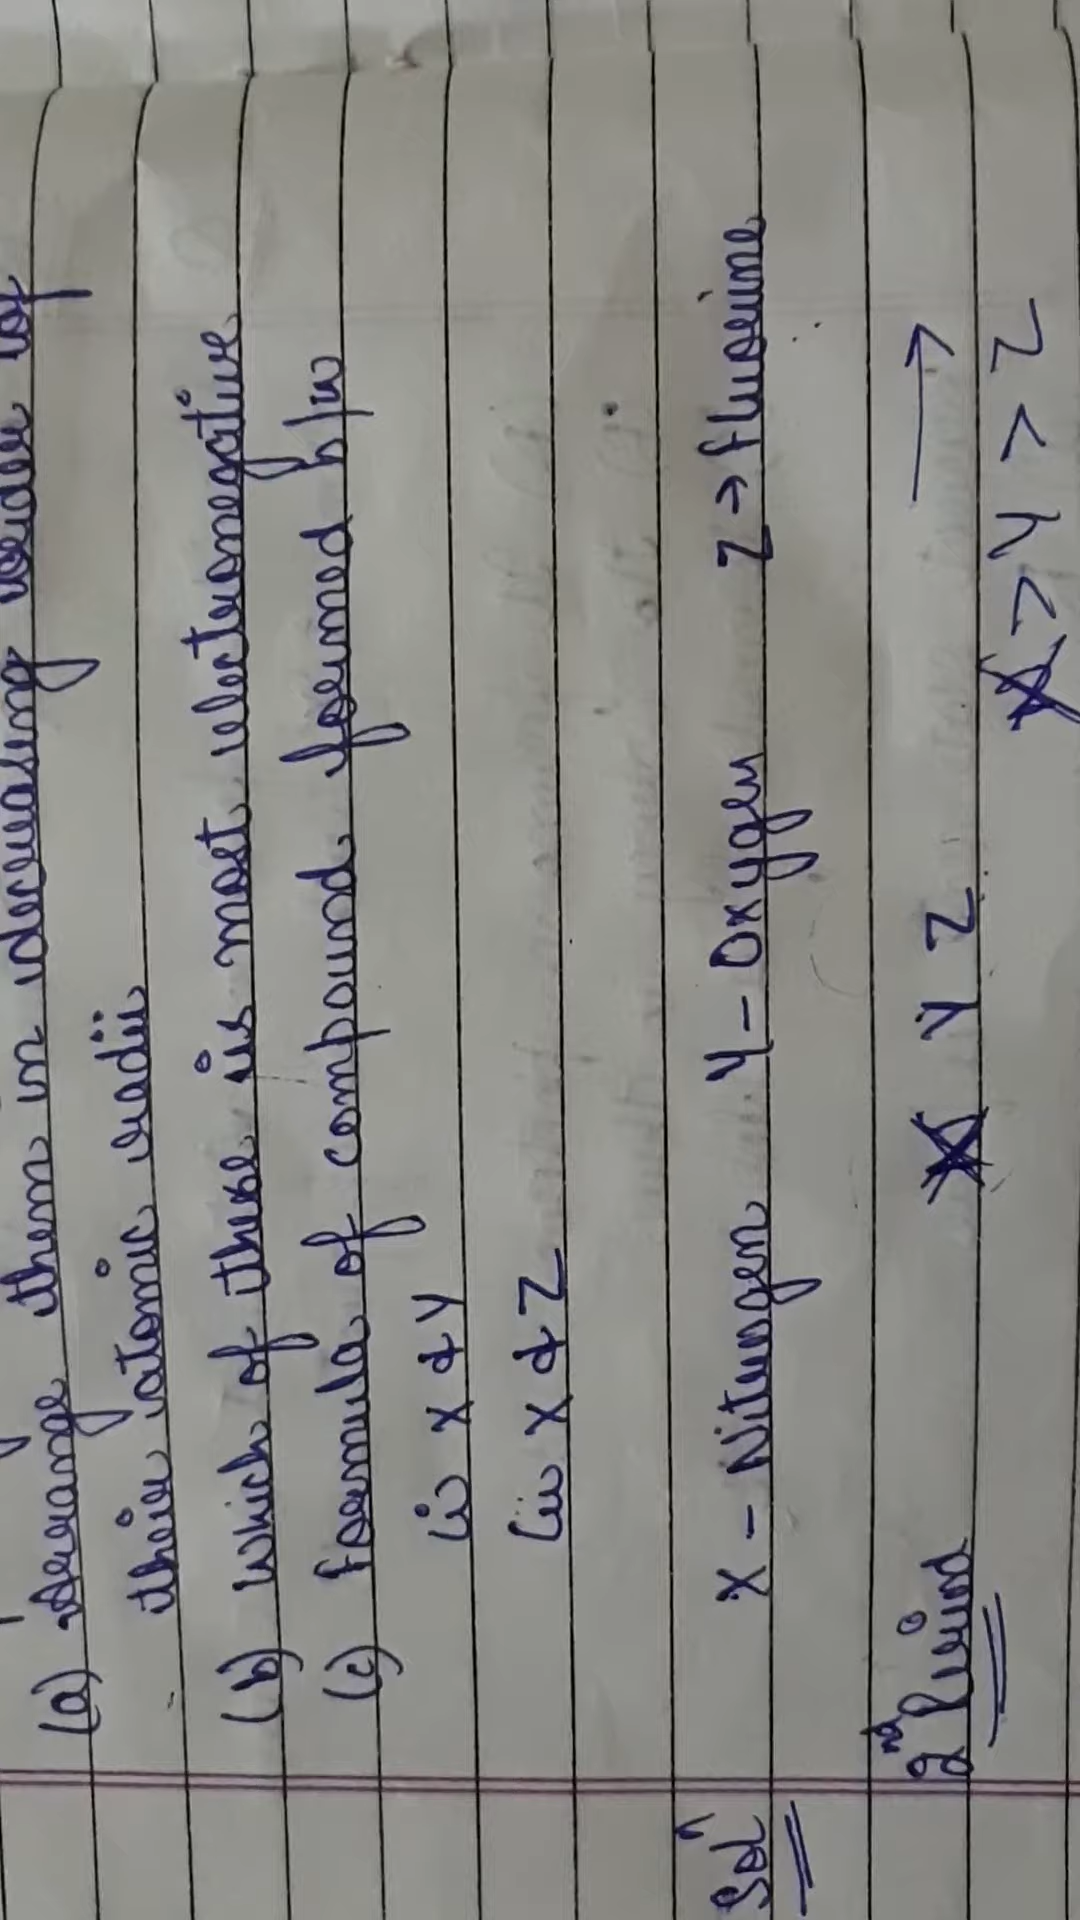 (a) Arrange them in decreasing order of
their atomic radii
(b) Which of these is most electronegative
(c) Formula of compound formed b/w
(i) X & Y
(ii) X & Z
Solⁿ X - Nitrogen Y - Oxygen Z → fluorine
2nd Period X Y Z →
X < Y < Z